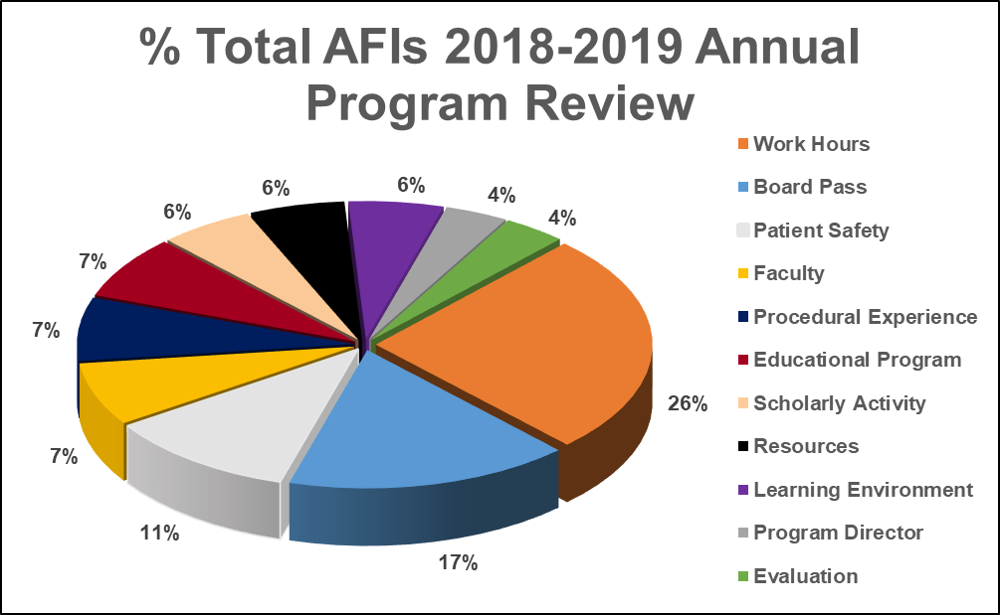 % Total AFIs 2018-2019 Annual
Program Review
Work Hours
Board Pass
Patient Safety
Faculty
Procedural Experience
Educational Program
Scholarly Activity
Resources
Learning Environment
Program Director
Evaluation
26%
17%
11%
7%
7%
7%
6%
6%
6%
4%
4%